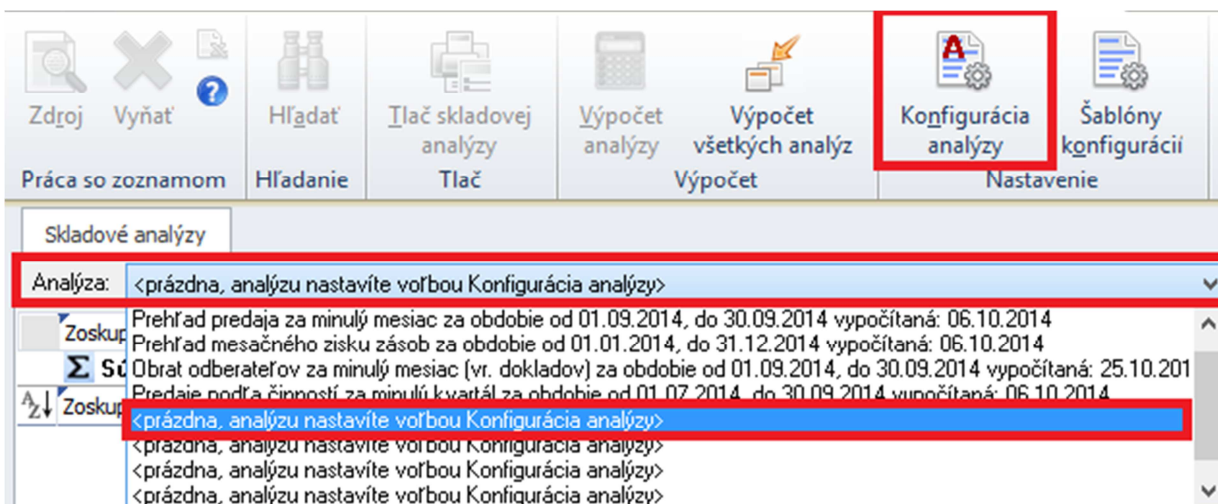 Zdroj
Vyňať
Hľadať
Tlač skladovej
analýzy
Výpočet
analýzy
Výpočet
všetkých analýz
Konfigurácia
analýzy
Šablóny
konfigurácií
Práca so zoznamom
Hľadanie
Tlač
Výpočet
Nastavenie
Skladové analýzy
Analýza: <prázdna, analýzu nastavíte voľbou Konfigurácia analýzy>
Zoskup
Prehľad predaja za minulý mesiac za obdobie od 01.09.2014, do 30.09.2014 vypočítaná: 06.10.2014
Prehľad mesačného zisku zásob za obdobie od 01.01.2014, do 31.12.2014 vypočítaná: 06.10.2014
Σ Sú
Obrat odberateľov za minulý mesiac (vr. dokladov) za obdobie od 01.09.2014, do 30.09.2014 vypočítaná: 25.10.201
Zoskup
Predaje podľa činností za minulý kvartál za obdobie od 01.07.2014, do 30.09.2014 vypočítaná: 06.10.2014
<prázdna, analýzu nastavíte voľbou Konfigurácia analýzy>
<prázdna, analýzu nastavíte voľbou Konfigurácia analýzy>
<prázdna, analýzu nastavíte voľbou Konfigurácia analýzy>
<prázdna, analýzu nastavíte voľbou Konfigurácia analýzy>